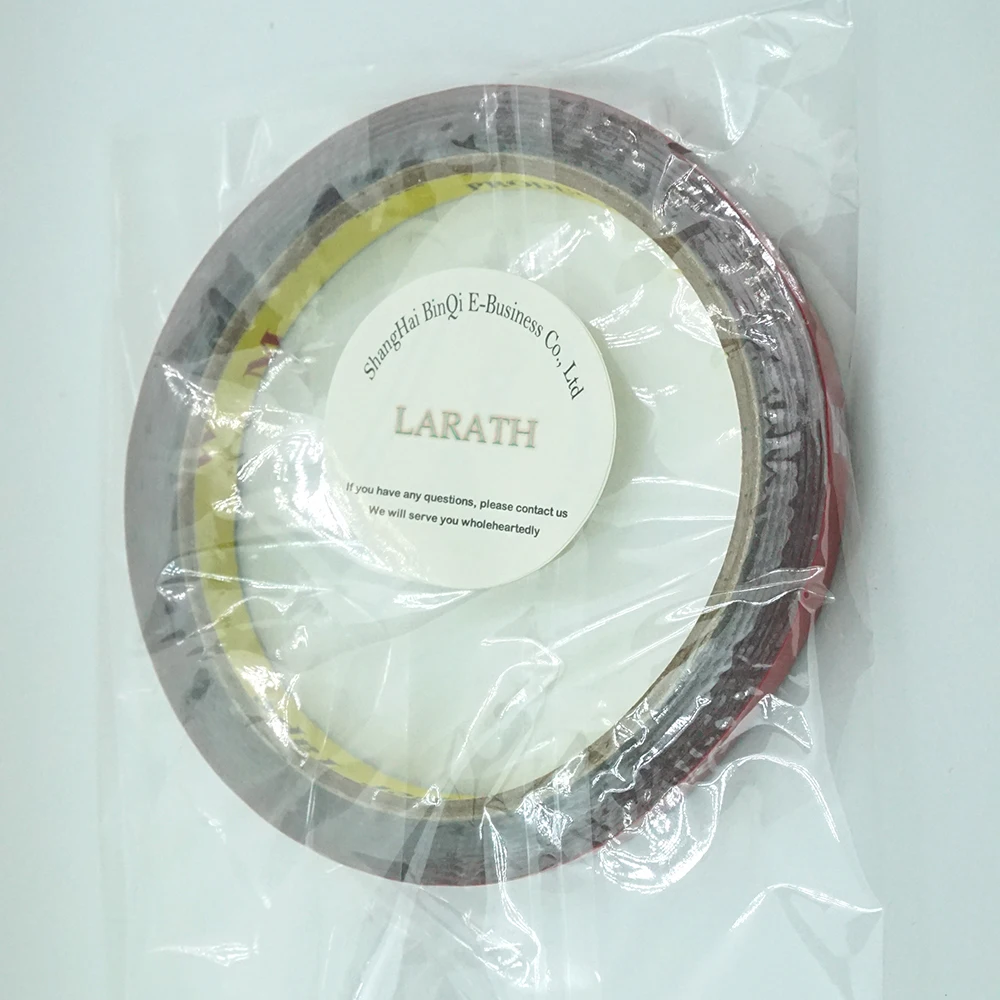 ShangHai BinQi E-Business Co., Ltd
LARATH
If you have any questions, please contact us
We will serve you wholeheartedly